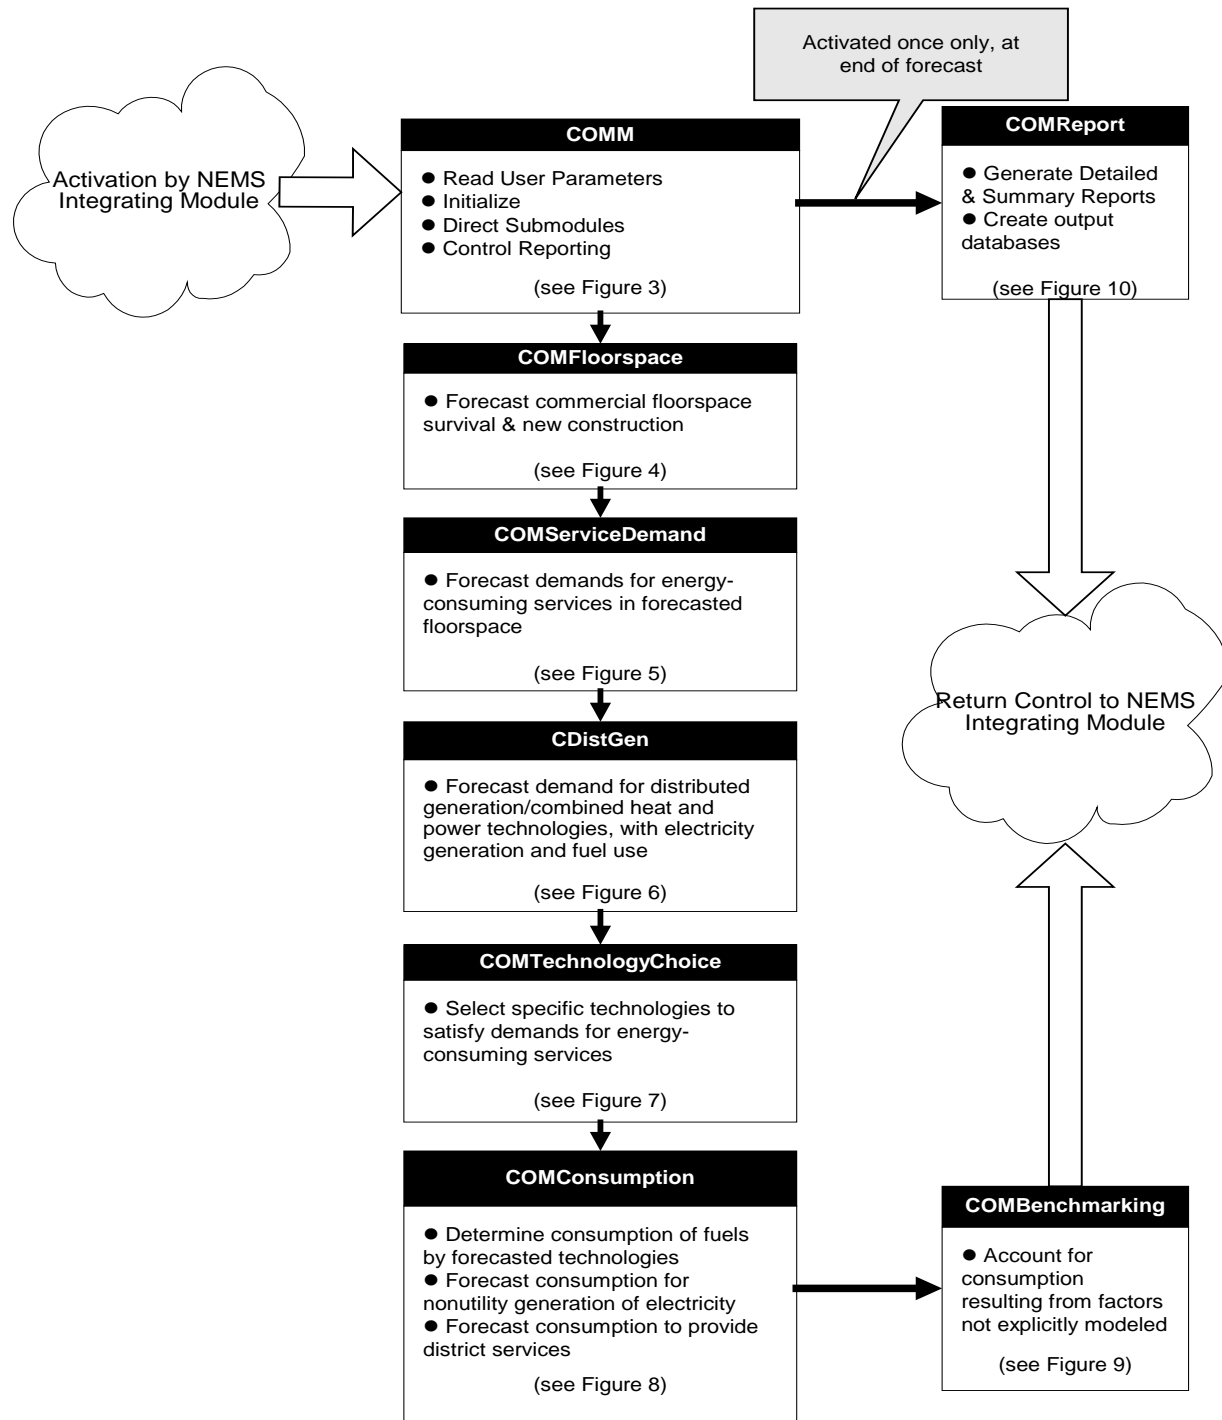 Activated once only, at
end of forecast
Activation by NEMS
Integrating Module
COMM
● Read User Parameters
● Initialize
● Direct Submodules
● Control Reporting
(see Figure 3)
COMReport
● Generate Detailed
& Summary Reports
● Create output
databases
(see Figure 10)
COMFloorspace
● Forecast commercial floorspace
survival & new construction
(see Figure 4)
COMServiceDemand
● Forecast demands for energy-
consuming services in forecasted
floorspace
(see Figure 5)
Return Control to NEMS
Integrating Module
CDistGen
● Forecast demand for distributed
generation/combined heat and
power technologies, with electricity
generation and fuel use
(see Figure 6)
COMTechnologyChoice
● Select specific technologies to
satisfy demands for energy-
consuming services
(see Figure 7)
COMConsumption
● Determine consumption of fuels
by forecasted technologies
● Forecast consumption for
nonutility generation of electricity
● Forecast consumption to provide
district services
(see Figure 8)
COMBenchmarking
● Account for
consumption
resulting from factors
not explicitly modeled
(see Figure 9)